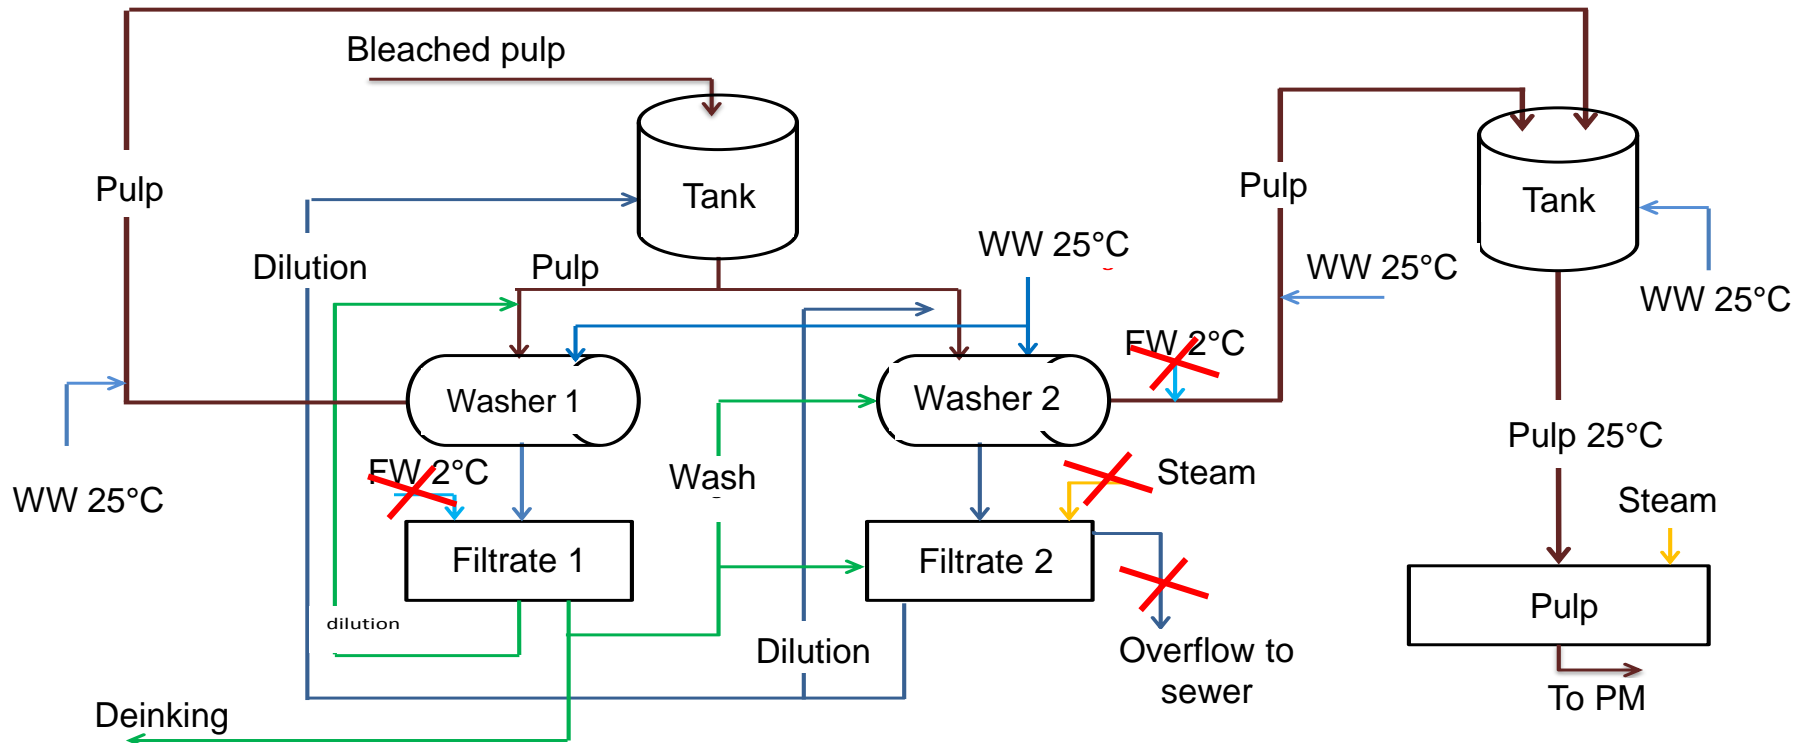 Bleached pulp
Pulp
Tank
Tank
Pulp
Dilution
Pulp
WW 25°C
WW 25°C
WW 25°C
FW 2°C
Washer 1
Washer 2
Pulp 25°C
FW 2°C
Wash
Steam
WW 25°C
Steam
Filtrate 1
Filtrate 2
Pulp
dilution
Dilution
Overflow to
sewer
To PM
Deinking